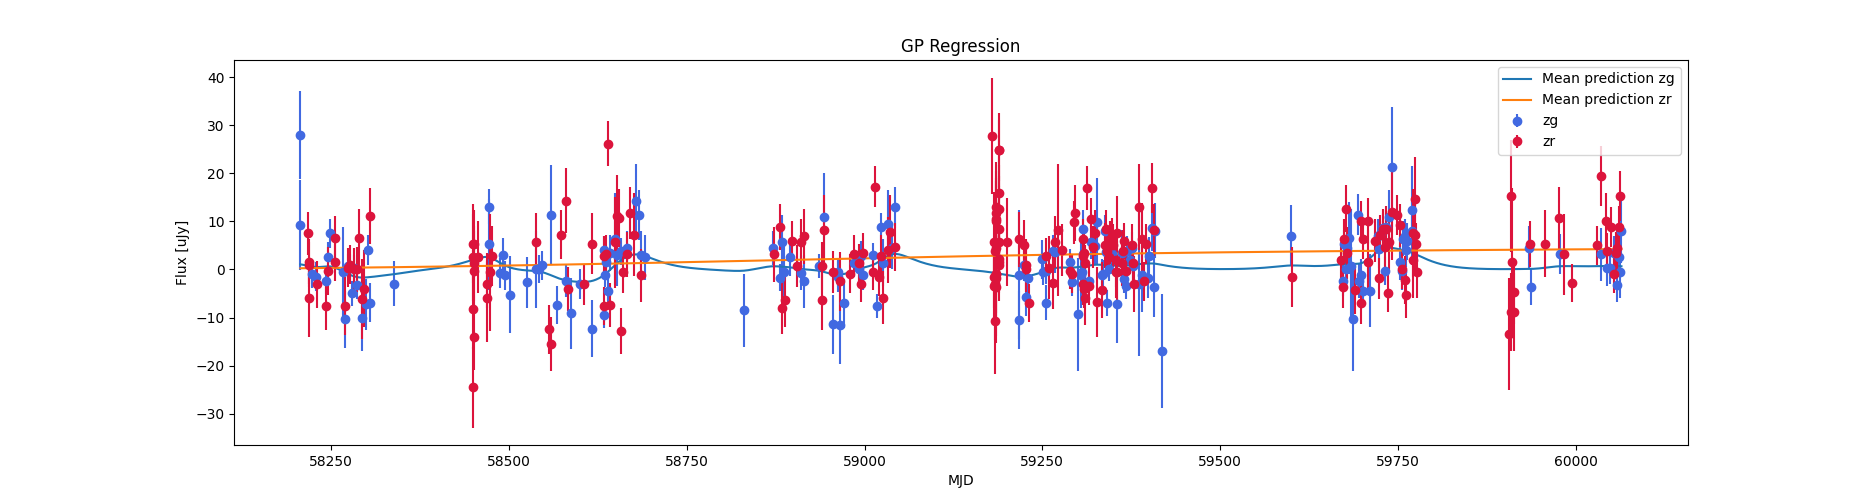 GP Regression
40
30
20
10
0
−10
−20
−30
Flux [uJy]
58250
58500
58750
59000
59250
59500
59750
60000
MJD
Mean prediction zg
Mean prediction zr
zg
zr